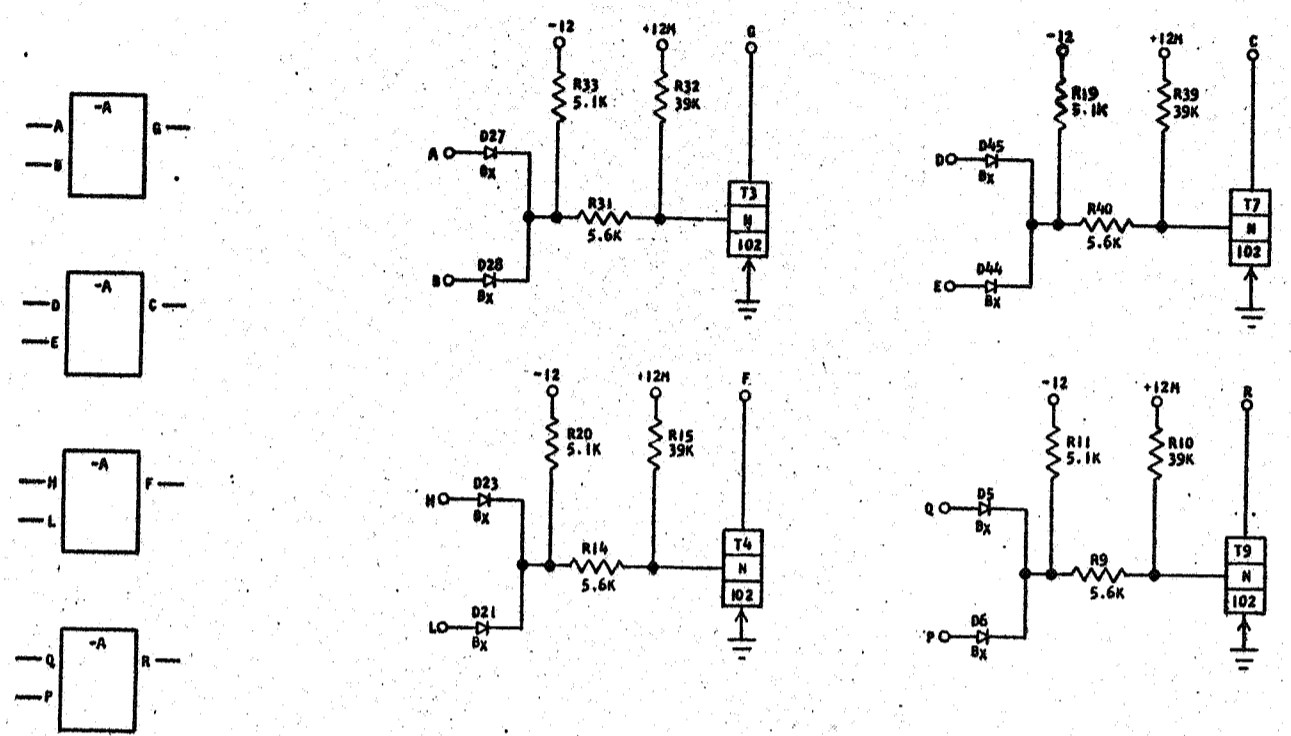 -A
A
B
G
-A
D
E
C
-A
H
L
F
-A
Q
P
R
-12
+12M
G
R33
5.1K
R32
39K
A
D27
Bx
R31
5.6K
B
D28
Bx
T3
N
102
-12
+12M
C
R19
5.1K
R39
39K
D
D45
Bx
R40
5.6K
E
D44
Bx
T7
N
102
-12
+12M
F
R20
5.1K
R15
39K
H
D23
Bx
R14
5.6K
L
D21
Bx
T4
N
102
-12
+12M
R
R11
5.1K
R10
39K
Q
D5
Bx
R9
5.6K
P
D6
Bx
T9
N
102